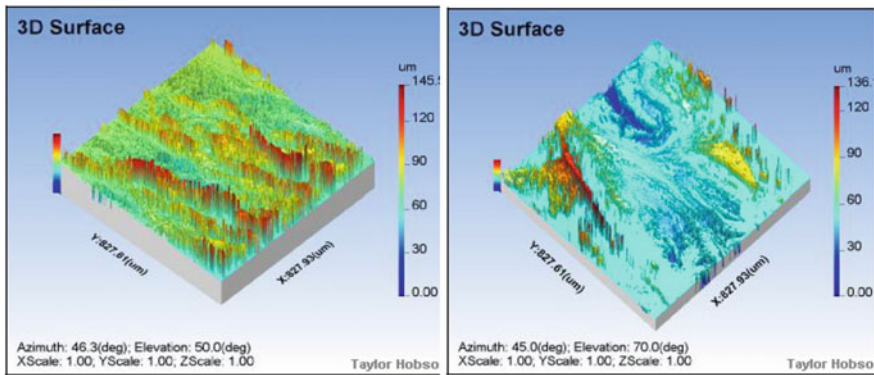 3D Surface
um
145.5
120
90
60
30
0.00
Y:827.61(um)
X:827.93(um)
Azimuth: 46.3(deg); Elevation: 50.0(deg)
XScale: 1.00; YScale: 1.00; ZScale: 1.00
Taylor Hobso
3D Surface
um
136.
120
90
60
30
0.00
Y:827.61(um)
X:827.93(um)
Azimuth: 45.0(deg); Elevation: 70.0(deg)
XScale: 1.00; YScale: 1.00; ZScale: 1.00
Taylor Hobso